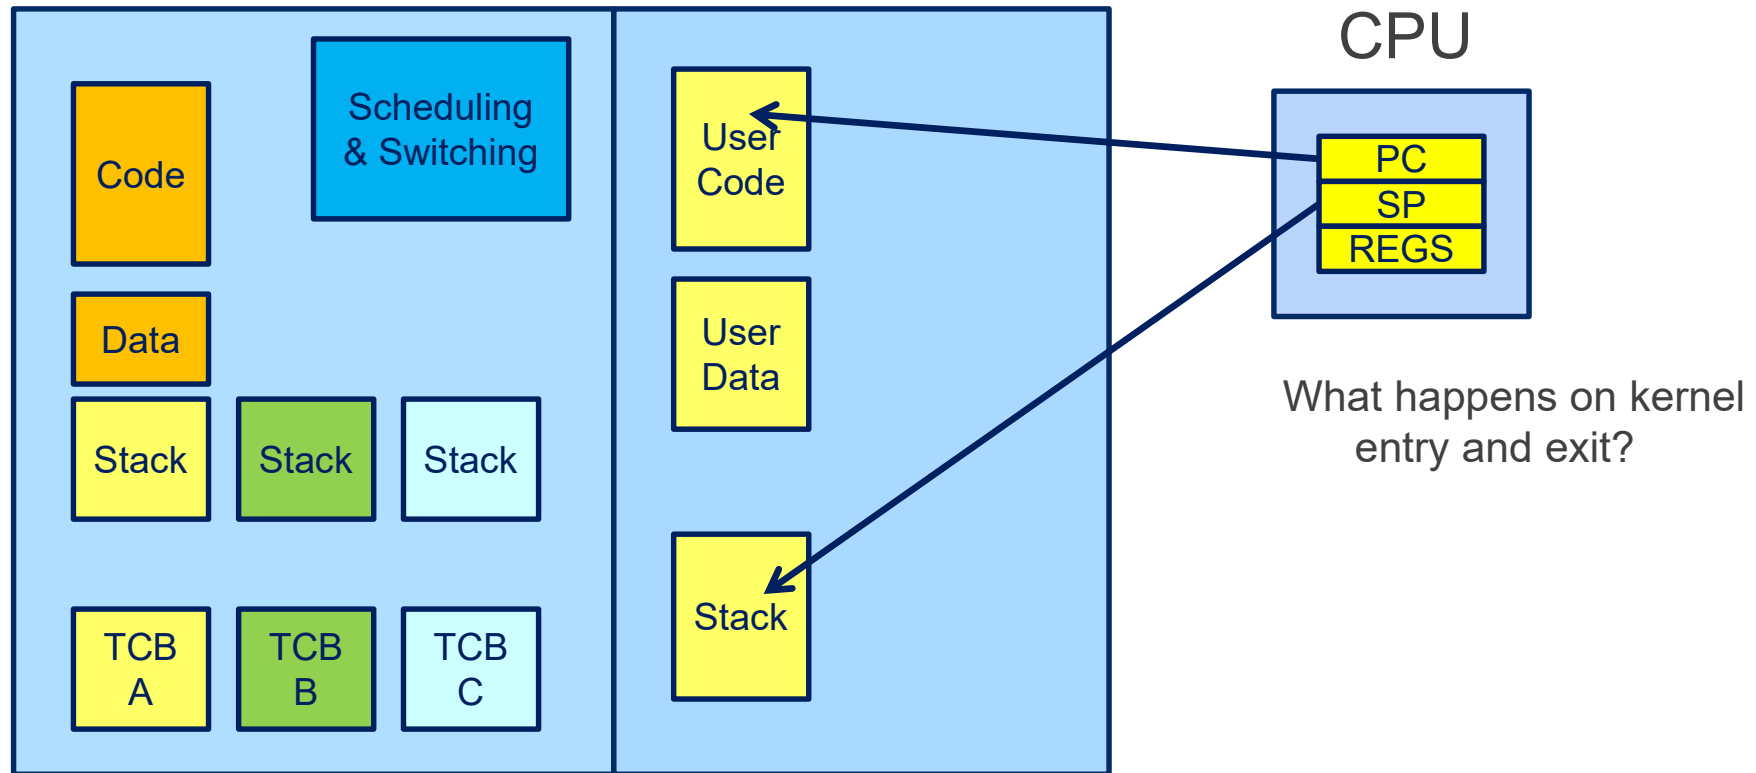 CPU
Scheduling
& Switching
Code
Data
Stack
Stack
Stack
TCB
A
TCB
B
TCB
C
User
Code
User
Data
Stack
PC
SP
REGS
What happens on kernel
entry and exit?